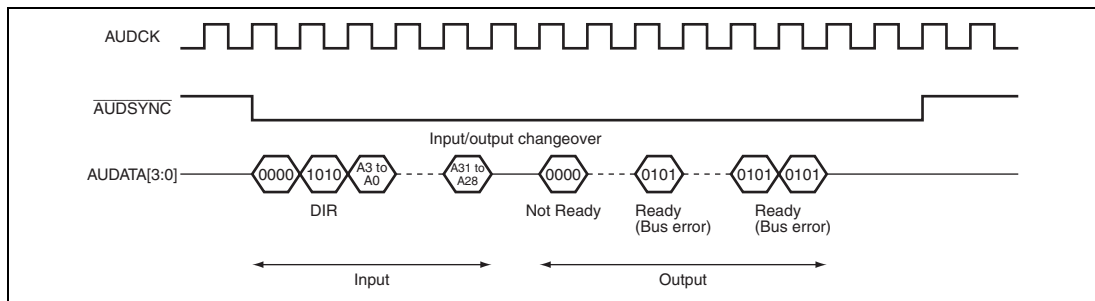 AUDCK
AUDSYNC
Input/output changeover
AUDATA[3:0]
0000 1010 A3 to A0 A31 to A28 0000 0101 0101 0101
DIR Not Ready Ready (Bus error) Ready (Bus error)
Input Output